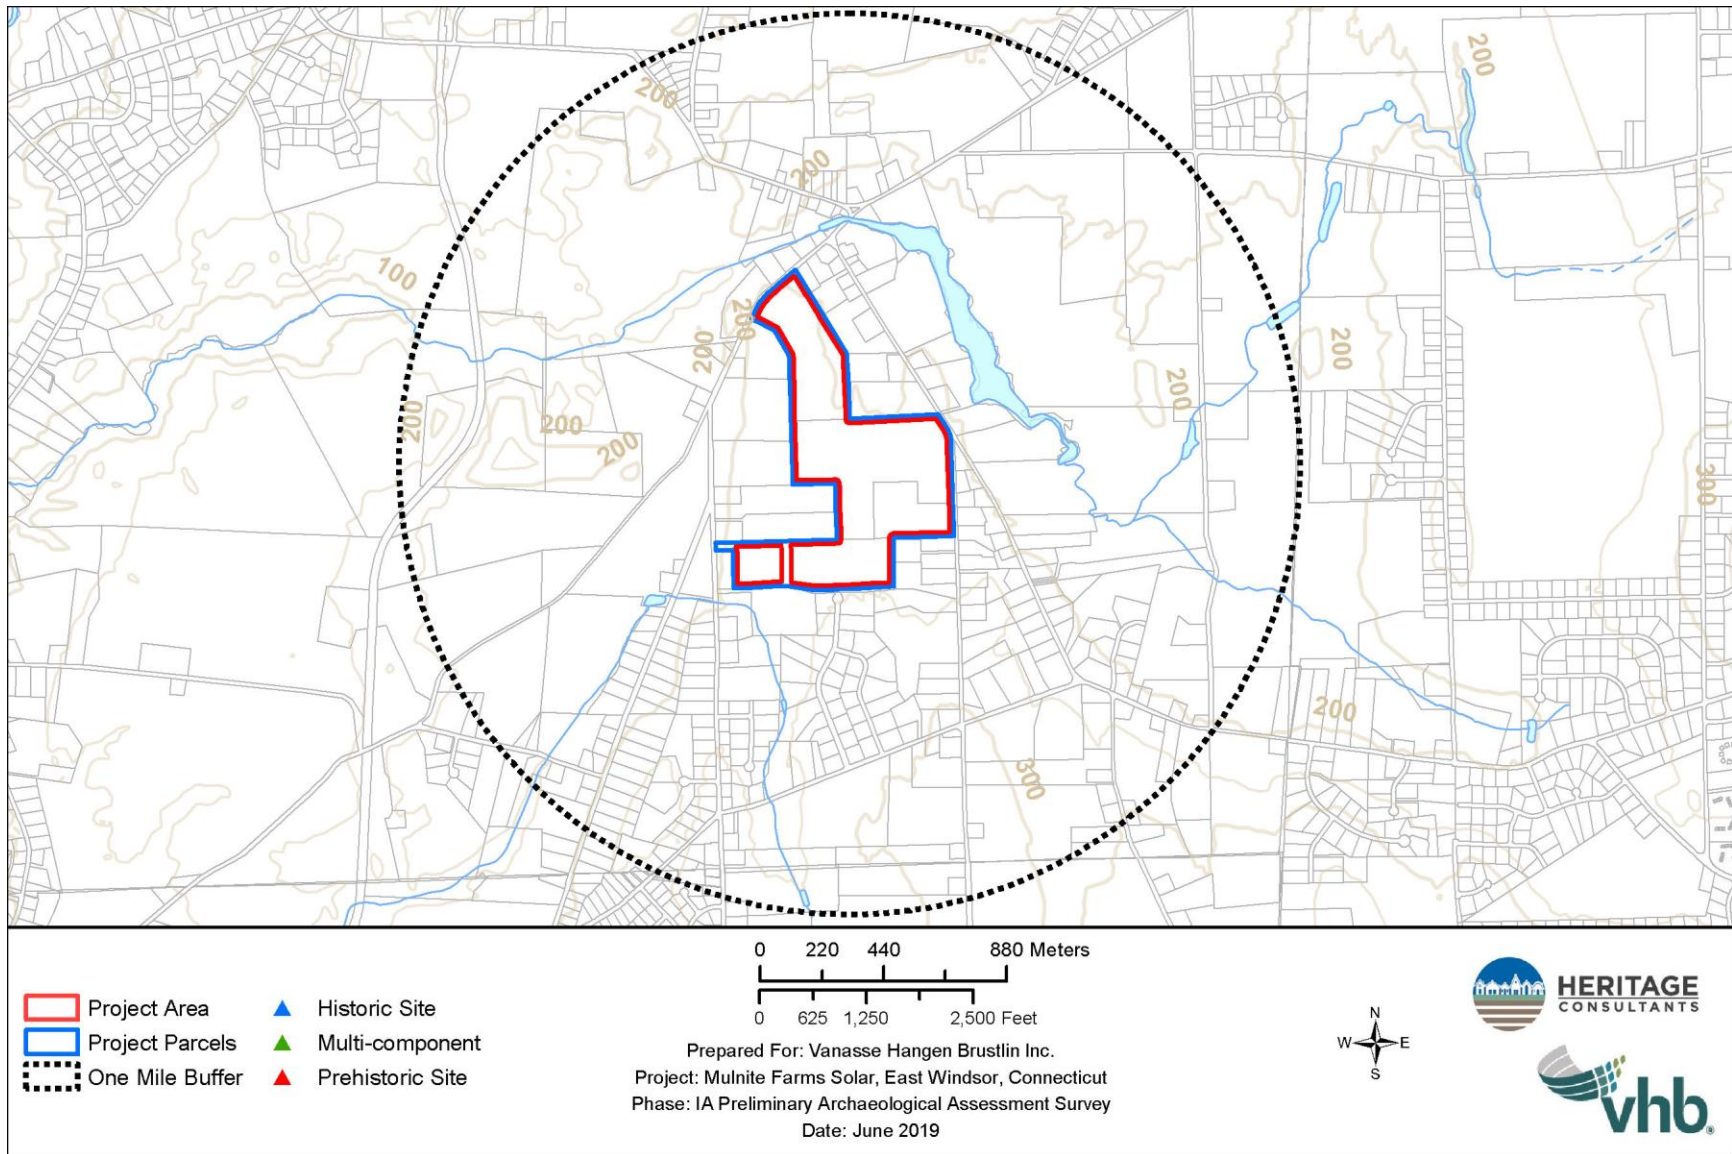 200
200
200
100
200
200
200
200
200
200
200
200
300
200
300
Project Area
Project Parcels
One Mile Buffer
Historic Site
Multi-component
Prehistoric Site
0 220 440 880 Meters
0 625 1,250 2,500 Feet
Prepared For: Vanasse Hangen Brustlin Inc.
Project: Mulnite Farms Solar, East Windsor, Connecticut
Phase: IA Preliminary Archaeological Assessment Survey
Date: June 2019
N
W E
S
HERITAGE
CONSULTANTS
vhb®